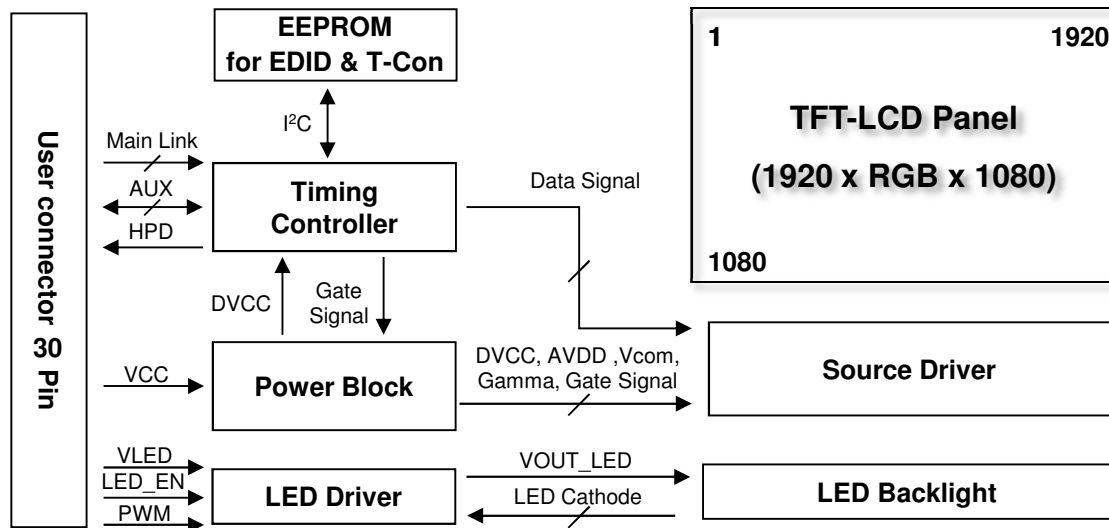 EEPROM
for EDID & T-Con
1 1920
TFT-LCD Panel
(1920 x RGB x 1080)
1080
I²C
User connector 30 Pin
Main Link
AUX
HPD
Timing
Controller
Data Signal
DVCC
Gate
Signal
VCC
Power Block
DVCC, AVDD ,Vcom,
Gamma, Gate Signal
Source Driver
VLED
LED_EN
PWM
LED Driver
VOUT_LED
LED Cathode
LED Backlight